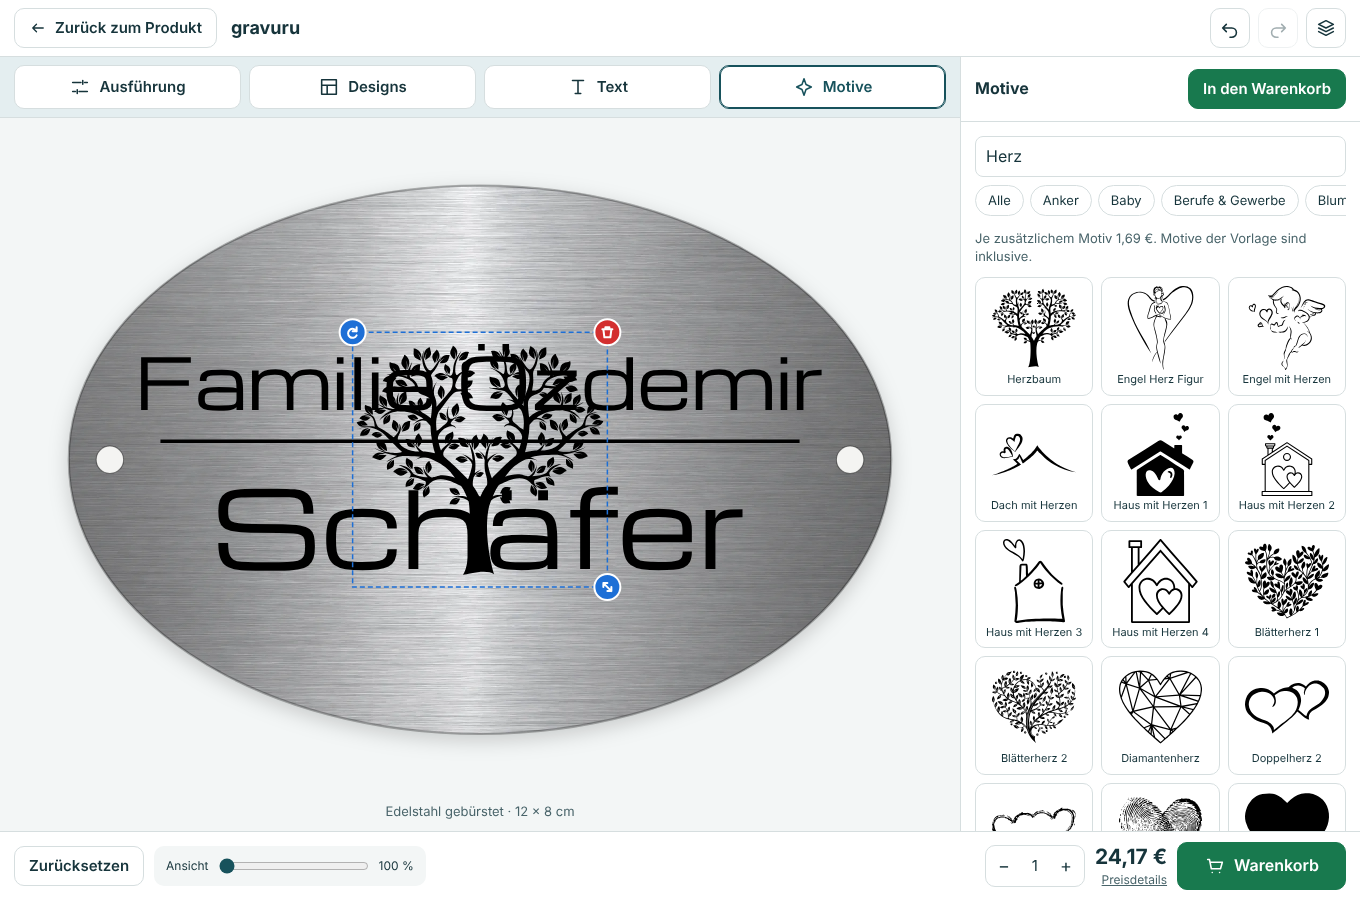 Zurück zum Produkt
gravuru
Ausführung
Designs
Text
Motive
Motive
In den Warenkorb
Herz
Alle
Anker
Baby
Berufe & Gewerbe
Blum
Je zusätzlichem Motiv 1,69 €. Motive der Vorlage sind
inklusive.
Herzbaum
Engel Herz Figur
Engel mit Herzen
Dach mit Herzen
Haus mit Herzen 1
Haus mit Herzen 2
Haus mit Herzen 3
Haus mit Herzen 4
Blätterherz 1
Blätterherz 2
Diamantenherz
Doppelherz 2
Familie Özdemir
Schäfer
Edelstahl gebürstet · 12 × 8 cm
Zurücksetzen
Ansicht
100 %
− 1 +
24,17 €
Preisdetails
Warenkorb